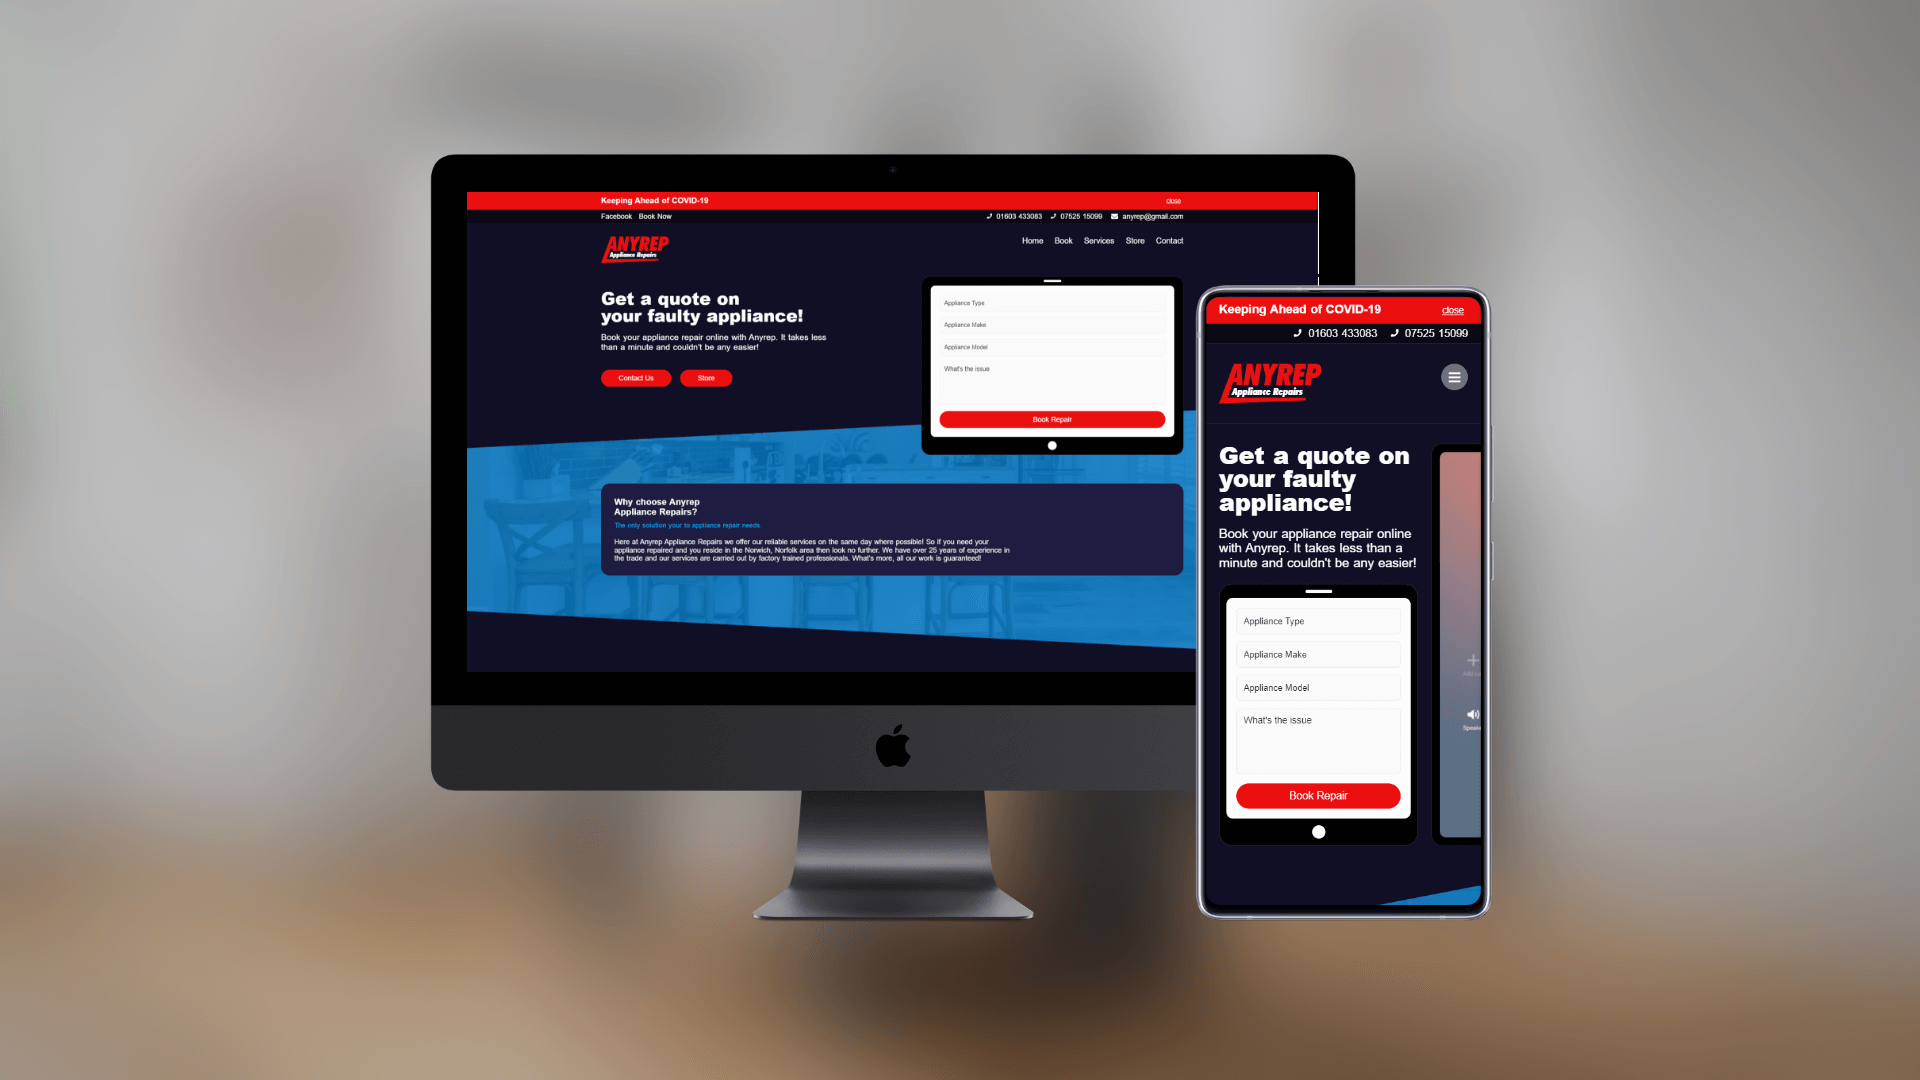 Keeping Ahead of COVID-19 close
Facebook Book Now 01603 433083 07525 15099 anyrep@gmail.com
ANYREP
Appliance Repairs
Home Book Services Store Contact
Get a quote on
your faulty appliance!
Book your appliance repair online with Anyrep. It takes less
than a minute and couldn't be any easier!
Contact Us Store
Appliance Type
Appliance Make
Appliance Model
What's the issue
Book Repair
Why choose Anyrep
Appliance Repairs?
The only solution your to appliance repair needs.
Here at Anyrep Appliance Repairs we offer our reliable services on the same day where possible! So if you need your
appliance repaired and you reside in the Norwich, Norfolk area then look no further. We have over 25 years of experience in
the trade and our services are carried out by factory trained professionals. What's more, all our work is guaranteed!
Keeping Ahead of COVID-19 close
01603 433083 07525 15099
ANYREP
Appliance Repairs
Get a quote on
your faulty
appliance!
Book your appliance repair online
with Anyrep. It takes less than a
minute and couldn't be any easier!
Appliance Type
Appliance Make
Appliance Model
What's the issue
Book Repair